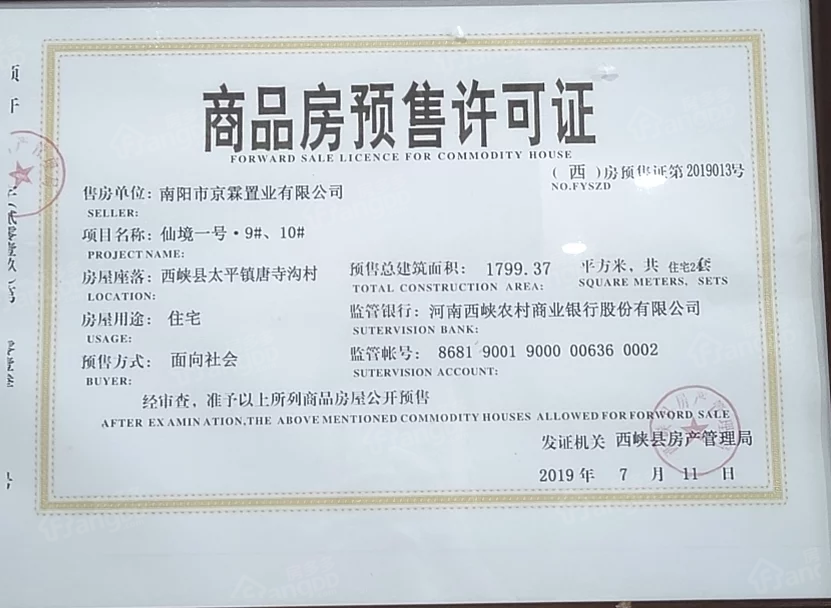 商品房预售许可证
FORWARD SALE LICENCE FOR COMMODITY HOUSE
(西)房预售证第2019013号
NO.FYSZD
售房单位: 南阳市京霖置业有限公司
SELLER:
项目名称: 仙境一号·9#、10#
PROJECT NAME:
房屋座落: 西峡县太平镇唐寺沟村
LOCATION:
预售总建筑面积: 1799.37 平方米，共 住宅24套
TOTAL CONSTRUCTION AREA: SQUARE METERS, SETS
房屋用途: 住宅
USAGE:
监管银行: 河南西峡农村商业银行股份有限公司
SUTERVISION BANK:
预售方式: 面向社会
BUYER:
监管帐号: 8681 9001 9000 00636 0002
SUTERVISION ACCOUNT:
经审查，准予以上所列商品房屋公开预售
AFTER EXAMINATION,THE ABOVE MENTIONED COMMODITY HOUSES ALLOWED FOR FORWORD SALE
发证机关 西峡县房产管理局
2019 年 7 月 11 日